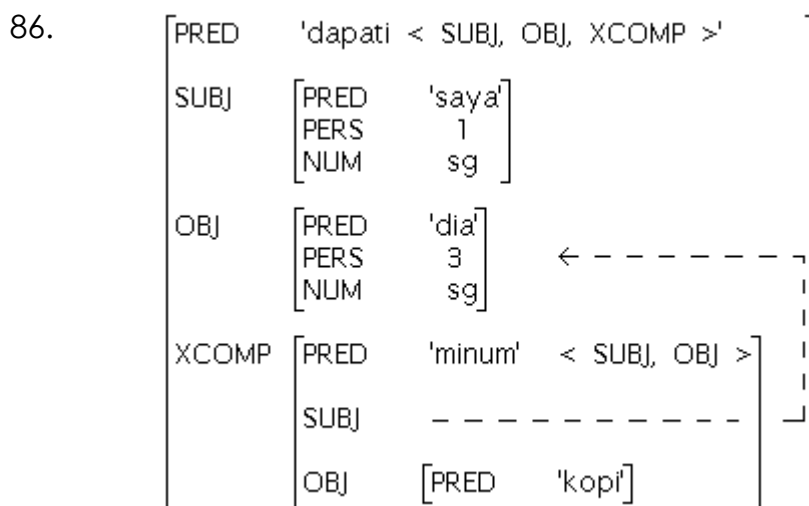 86. PRED 'dapati < SUBJ, OBJ, XCOMP >'
SUBJ PRED 'saya'
PERS 1
NUM sg
OBJ PRED 'dia'
PERS 3
NUM sg
XCOMP PRED 'minum' < SUBJ, OBJ >
SUBJ
OBJ [PRED 'kopi']